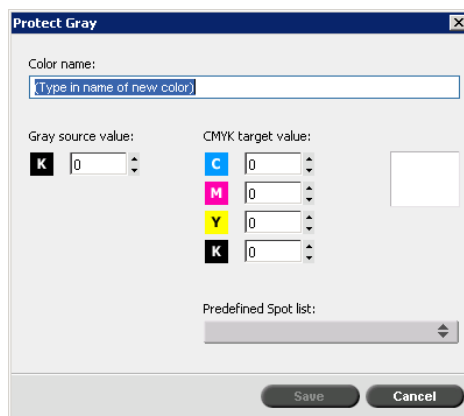 Protect Gray
Color name:
(Type in name of new color)
Gray source value: CMYK target value:
K 0 C 0
M 0
Y 0
K 0
Predefined Spot list:
Save Cancel